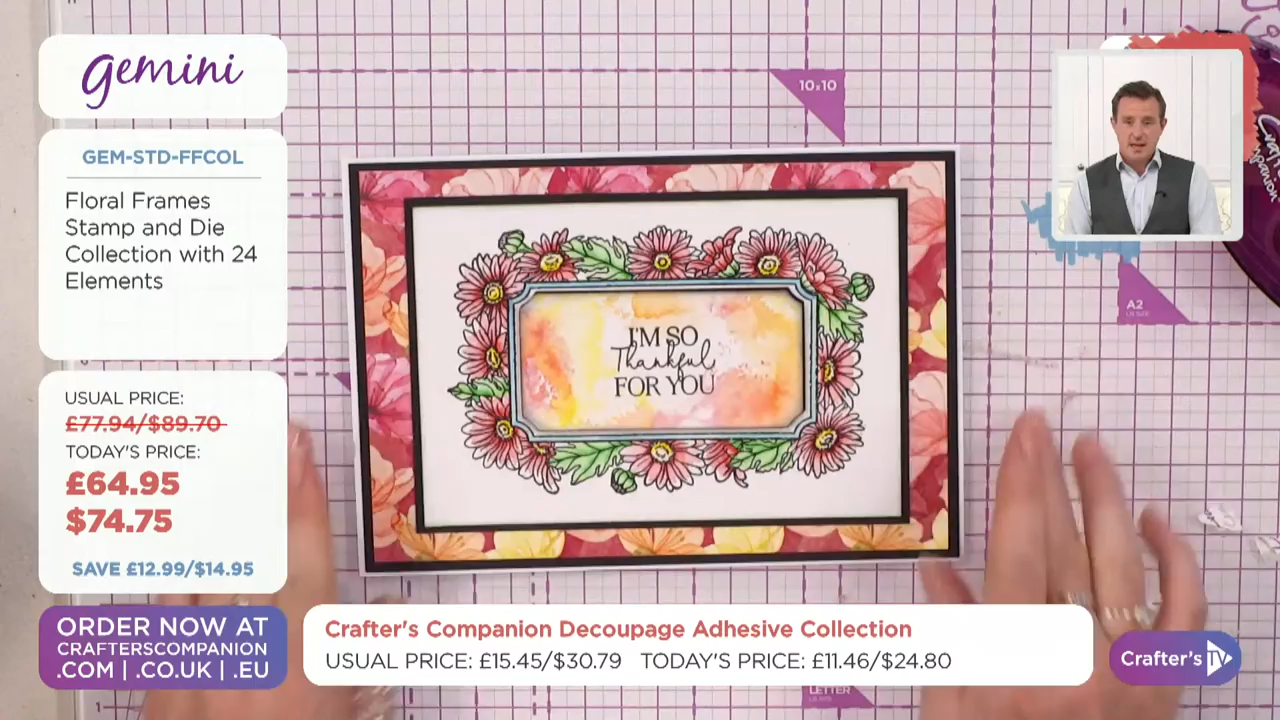 gemini
GEM-STD-FFCOL
Floral Frames
Stamp and Die
Collection with 24
Elements
USUAL PRICE:
£77.94/$89.70
TODAY'S PRICE:
£64.95
$74.75
SAVE £12.99/$14.95
ORDER NOW AT
CRAFTERSCOMPANION
.COM | .CO.UK | .EU
10x10
A2
I'M SO
Thankful
FOR YOU
Crafter's Companion Decoupage Adhesive Collection
USUAL PRICE: £15.45/$30.79 TODAY'S PRICE: £11.46/$24.80
Crafter's TV
LETTER